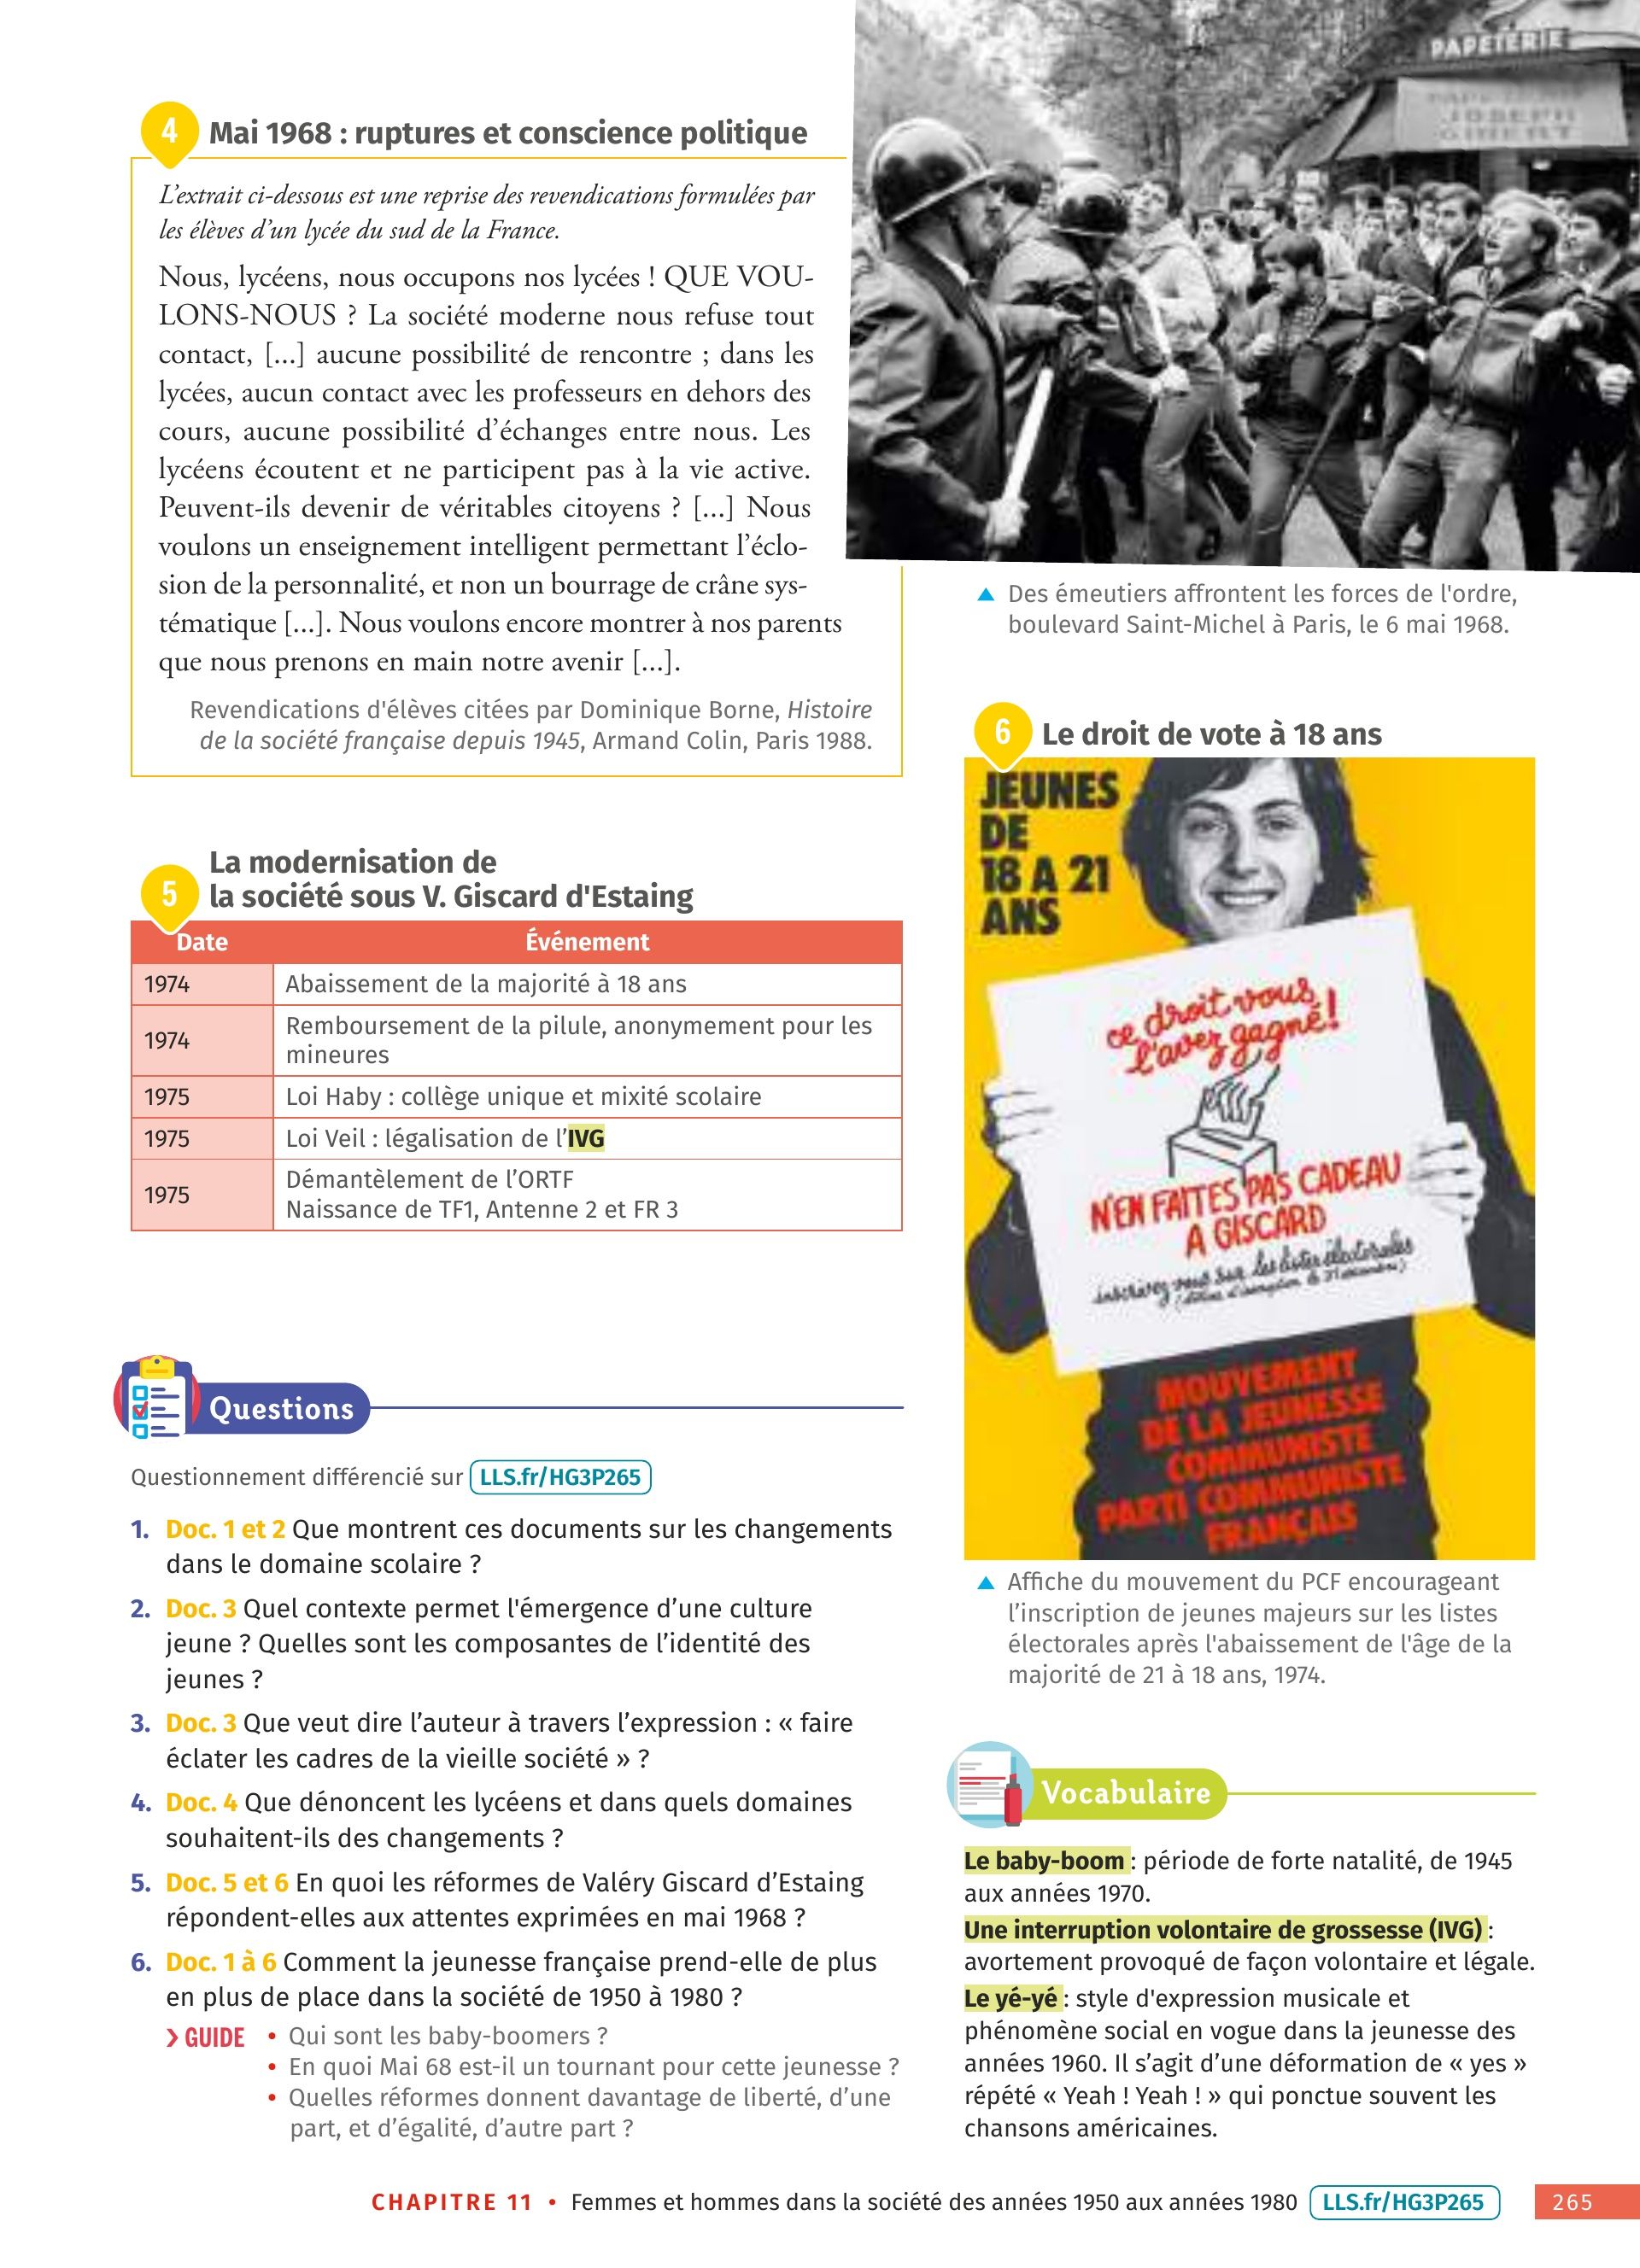 4 Mai 1968 : ruptures et conscience politique
L’extrait ci-dessous est une reprise des revendications formulées par
les élèves d’un lycée du sud de la France.
Nous, lycéens, nous occupons nos lycées ! QUE VOU-
LONS-NOUS ? La société moderne nous refuse tout
contact, [...] aucune possibilité de rencontre ; dans les
lycées, aucun contact avec les professeurs en dehors des
cours, aucune possibilité d’échanges entre nous. Les
lycéens écoutent et ne participent pas à la vie active.
Peuvent-ils devenir de véritables citoyens ? [...] Nous
voulons un enseignement intelligent permettant l’éclo-
sion de la personnalité, et non un bourrage de crâne sys-
tématique [...]. Nous voulons encore montrer à nos parents
que nous prenons en main notre avenir [...].
Revendications d'élèves citées par Dominique Borne, Histoire
de la société française depuis 1945, Armand Colin, Paris 1988.
PAPETERIE
JOSEPH
GIBERT
Des émeutiers affrontent les forces de l'ordre,
boulevard Saint-Michel à Paris, le 6 mai 1968.
5 La modernisation de
la société sous V. Giscard d'Estaing
Date Événement
1974 Abaissement de la majorité à 18 ans
1974 Remboursement de la pilule, anonymement pour les
mineures
1975 Loi Haby : collège unique et mixité scolaire
1975 Loi Veil : légalisation de l’IVG
1975 Démantèlement de l’ORTF
Naissance de TF1, Antenne 2 et FR 3
6 Le droit de vote à 18 ans
JEUNES
DE
18 A 21
ANS
ce droit vous
l'avez gagné!
N'EN FAITES PAS CADEAU
A GISCARD
inscrivez vous sur les listes électorales
MOUVEMENT
DE LA JEUNESSE
COMMUNISTE
PARTI COMMUNISTE
FRANÇAIS
Affiche du mouvement du PCF encourageant
l’inscription de jeunes majeurs sur les listes
électorales après l'abaissement de l'âge de la
majorité de 21 à 18 ans, 1974.
Questions
Questionnement différencié sur LLS.fr/HG3P265
1. Doc. 1 et 2 Que montrent ces documents sur les changements
dans le domaine scolaire ?
2. Doc. 3 Quel contexte permet l'émergence d’une culture
jeune ? Quelles sont les composantes de l’identité des
jeunes ?
3. Doc. 3 Que veut dire l’auteur à travers l’expression : « faire
éclater les cadres de la vieille société » ?
4. Doc. 4 Que dénoncent les lycéens et dans quels domaines
souhaitent-ils des changements ?
5. Doc. 5 et 6 En quoi les réformes de Valéry Giscard d’Estaing
répondent-elles aux attentes exprimées en mai 1968 ?
6. Doc. 1 à 6 Comment la jeunesse française prend-elle de plus
en plus de place dans la société de 1950 à 1980 ?
GUIDE • Qui sont les baby-boomers ?
• En quoi Mai 68 est-il un tournant pour cette jeunesse ?
• Quelles réformes donnent davantage de liberté, d’une
part, et d’égalité, d’autre part ?
Vocabulaire
Le baby-boom : période de forte natalité, de 1945
aux années 1970.
Une interruption volontaire de grossesse (IVG) :
avortement provoqué de façon volontaire et légale.
Le yé-yé : style d'expression musicale et
phénomène social en vogue dans la jeunesse des
années 1960. Il s’agit d’une déformation de « yes »
répété « Yeah ! Yeah ! » qui ponctue souvent les
chansons américaines.
CHAPITRE 11 • Femmes et hommes dans la société des années 1950 aux années 1980 LLS.fr/HG3P265 265